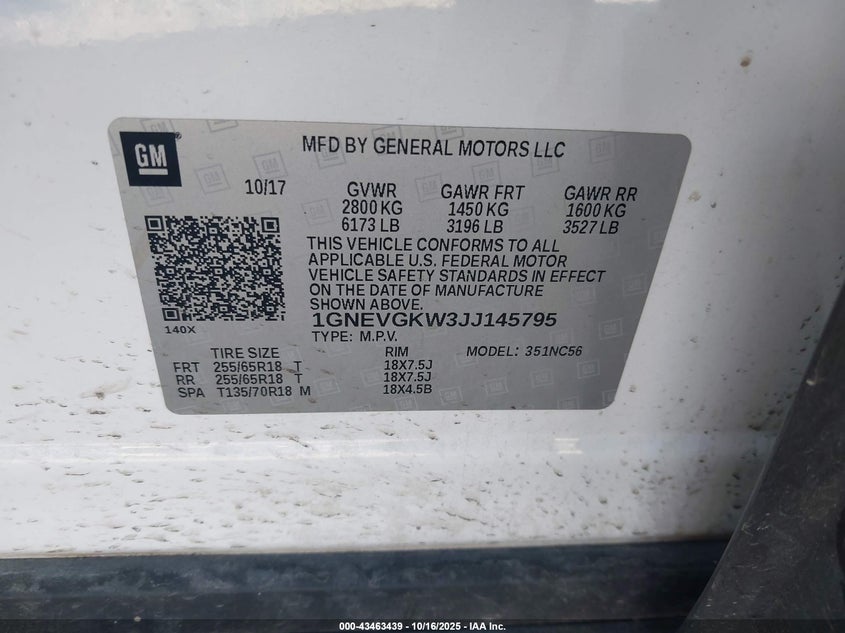 GM
MFD BY GENERAL MOTORS LLC
10/17 GVWR GAWR FRT GAWR RR
2800 KG 1450 KG 1600 KG
6173 LB 3196 LB 3527 LB
THIS VEHICLE CONFORMS TO ALL
APPLICABLE U.S. FEDERAL MOTOR
VEHICLE SAFETY STANDARDS IN EFFECT
ON THE DATE OF MANUFACTURE
SHOWN ABOVE.
1GNEVGKW3JJ145795
140X
TYPE: M.P.V.
TIRE SIZE RIM MODEL: 351NC56
FRT 255/65R18 T 18X7.5J
RR 255/65R18 T 18X7.5J
SPA T135/70R18 M 18X4.5B
000-43463439 - 10/16/2025 - IAA Inc.